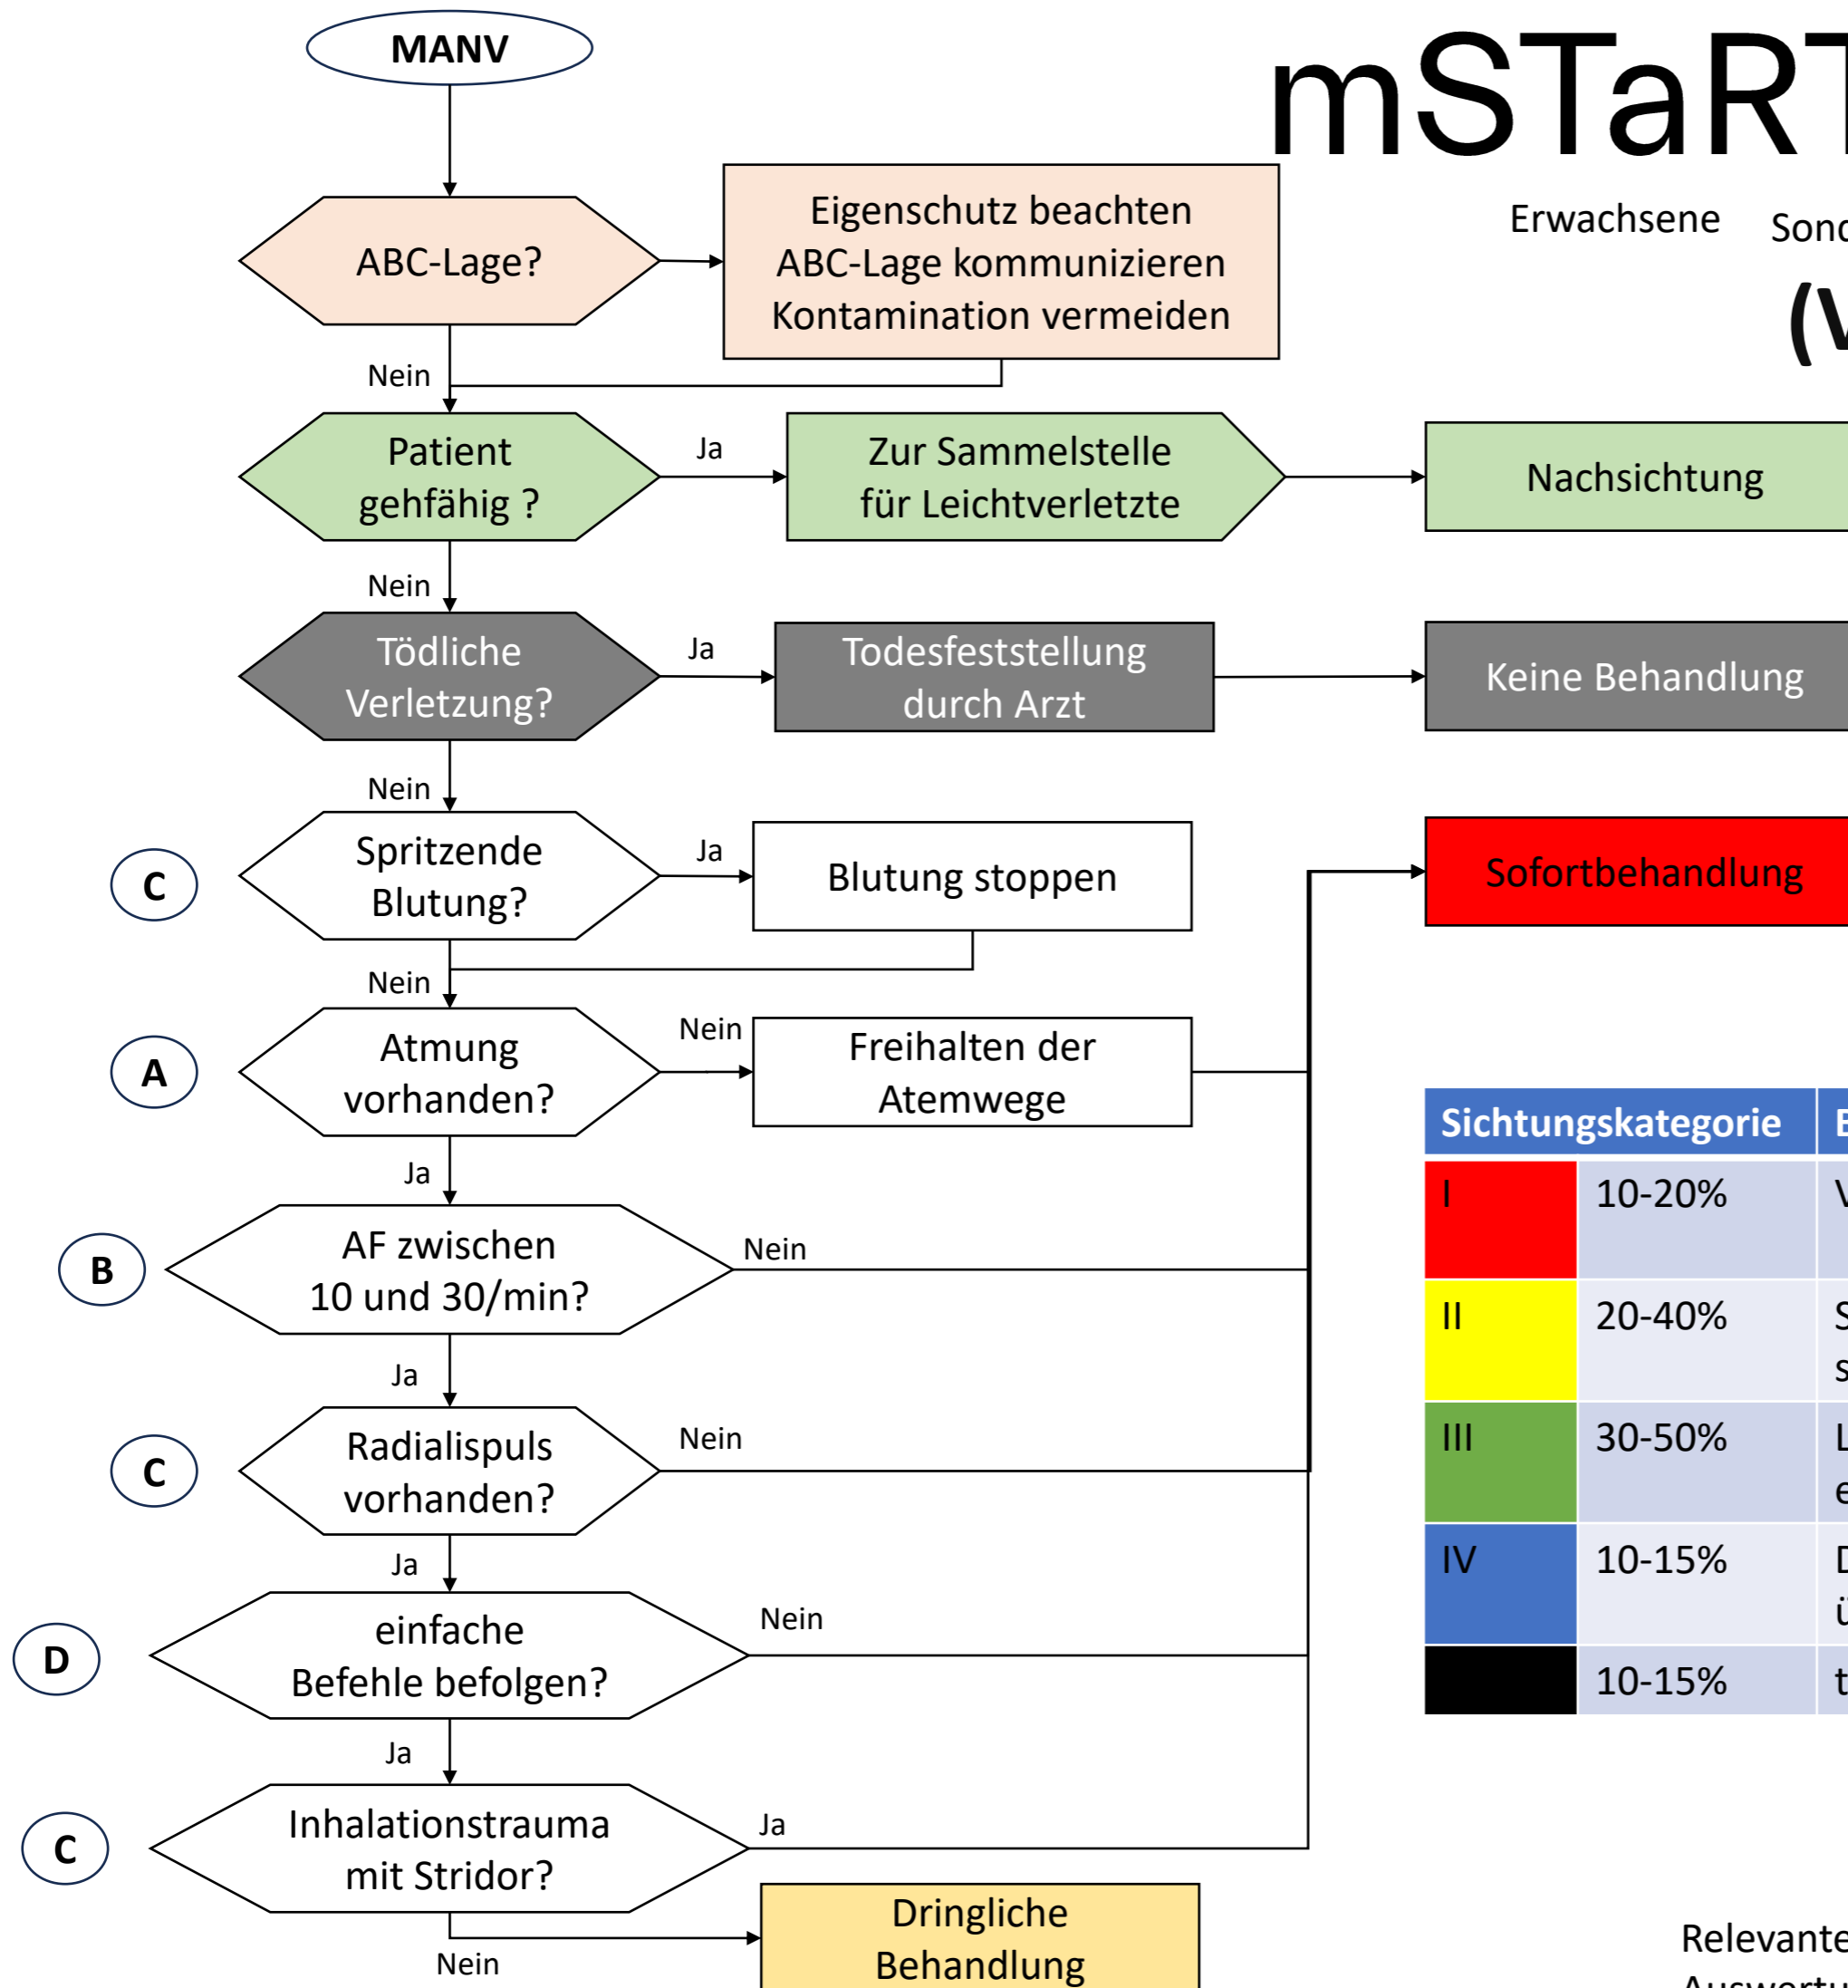 MANV
mSTaRT
Erwachsene
ABC-Lage?
Eigenschutz beachten
ABC-Lage kommunizieren
Kontamination vermeiden
Nein
Patient
gehfähig ?
Ja
Zur Sammelstelle
für Leichtverletzte
Nachsichtung
Nein
Tödliche
Verletzung?
Ja
Todesfeststellung
durch Arzt
Keine Behandlung
Nein
C
Spritzende
Blutung?
Ja
Blutung stoppen
Sofortbehandlung
Nein
A
Atmung
vorhanden?
Nein
Freihalten der
Atemwege
Ja
B
AF zwischen
10 und 30/min?
Nein
Ja
C
Radialispuls
vorhanden?
Nein
Ja
D
einfache
Befehle befolgen?
Nein
Ja
C
Inhalationstrauma
mit Stridor?
Ja
Nein
Dringliche
Behandlung
Sichtungskategorie
I 10-20%
II 20-40%
III 30-50%
IV 10-15%
10-15%
Relevante